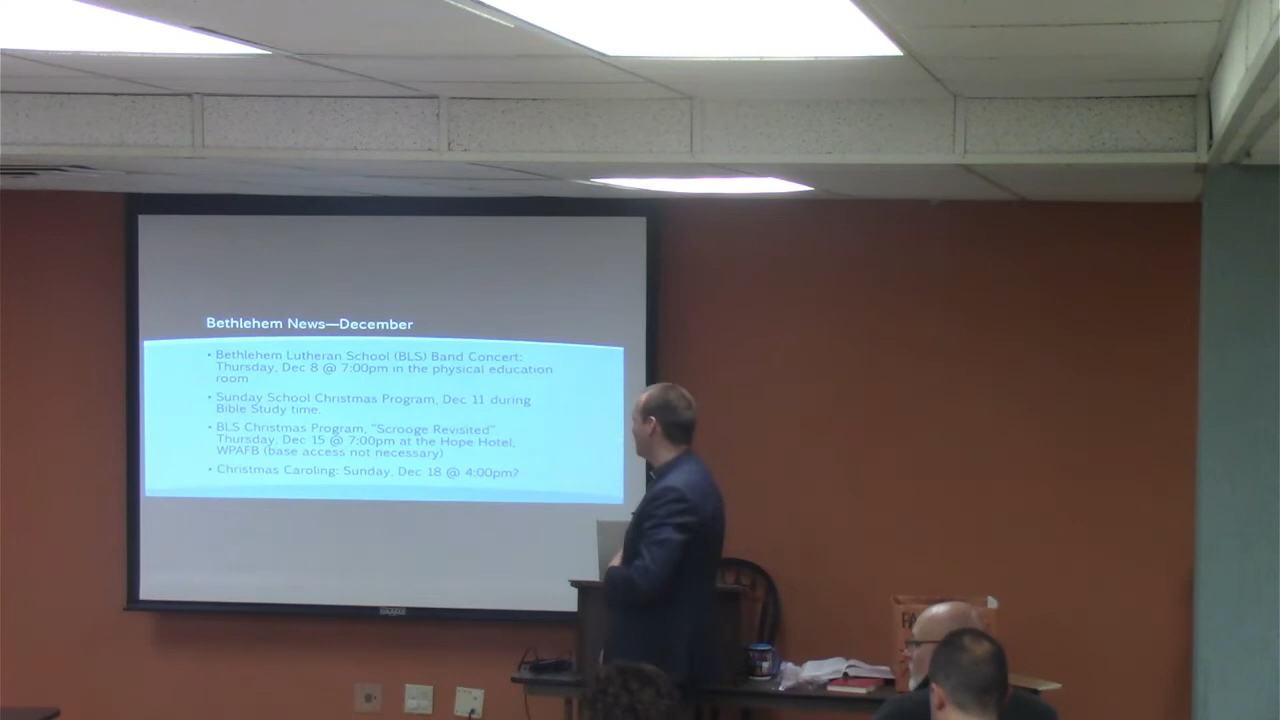 Bethlehem News—December
• Bethlehem Lutheran School (BLS) Band Concert:
Thursday, Dec 8 @ 7:00pm in the physical education
room
• Sunday School Christmas Program, Dec 11 during
Bible Study time.
• BLS Christmas Program, "Scrooge Revisited"
Thursday, Dec 15 @ 7:00pm at the Hope Hotel,
WPAFB (base access not necessary)
• Christmas Caroling: Sunday, Dec 18 @ 4:00pm?